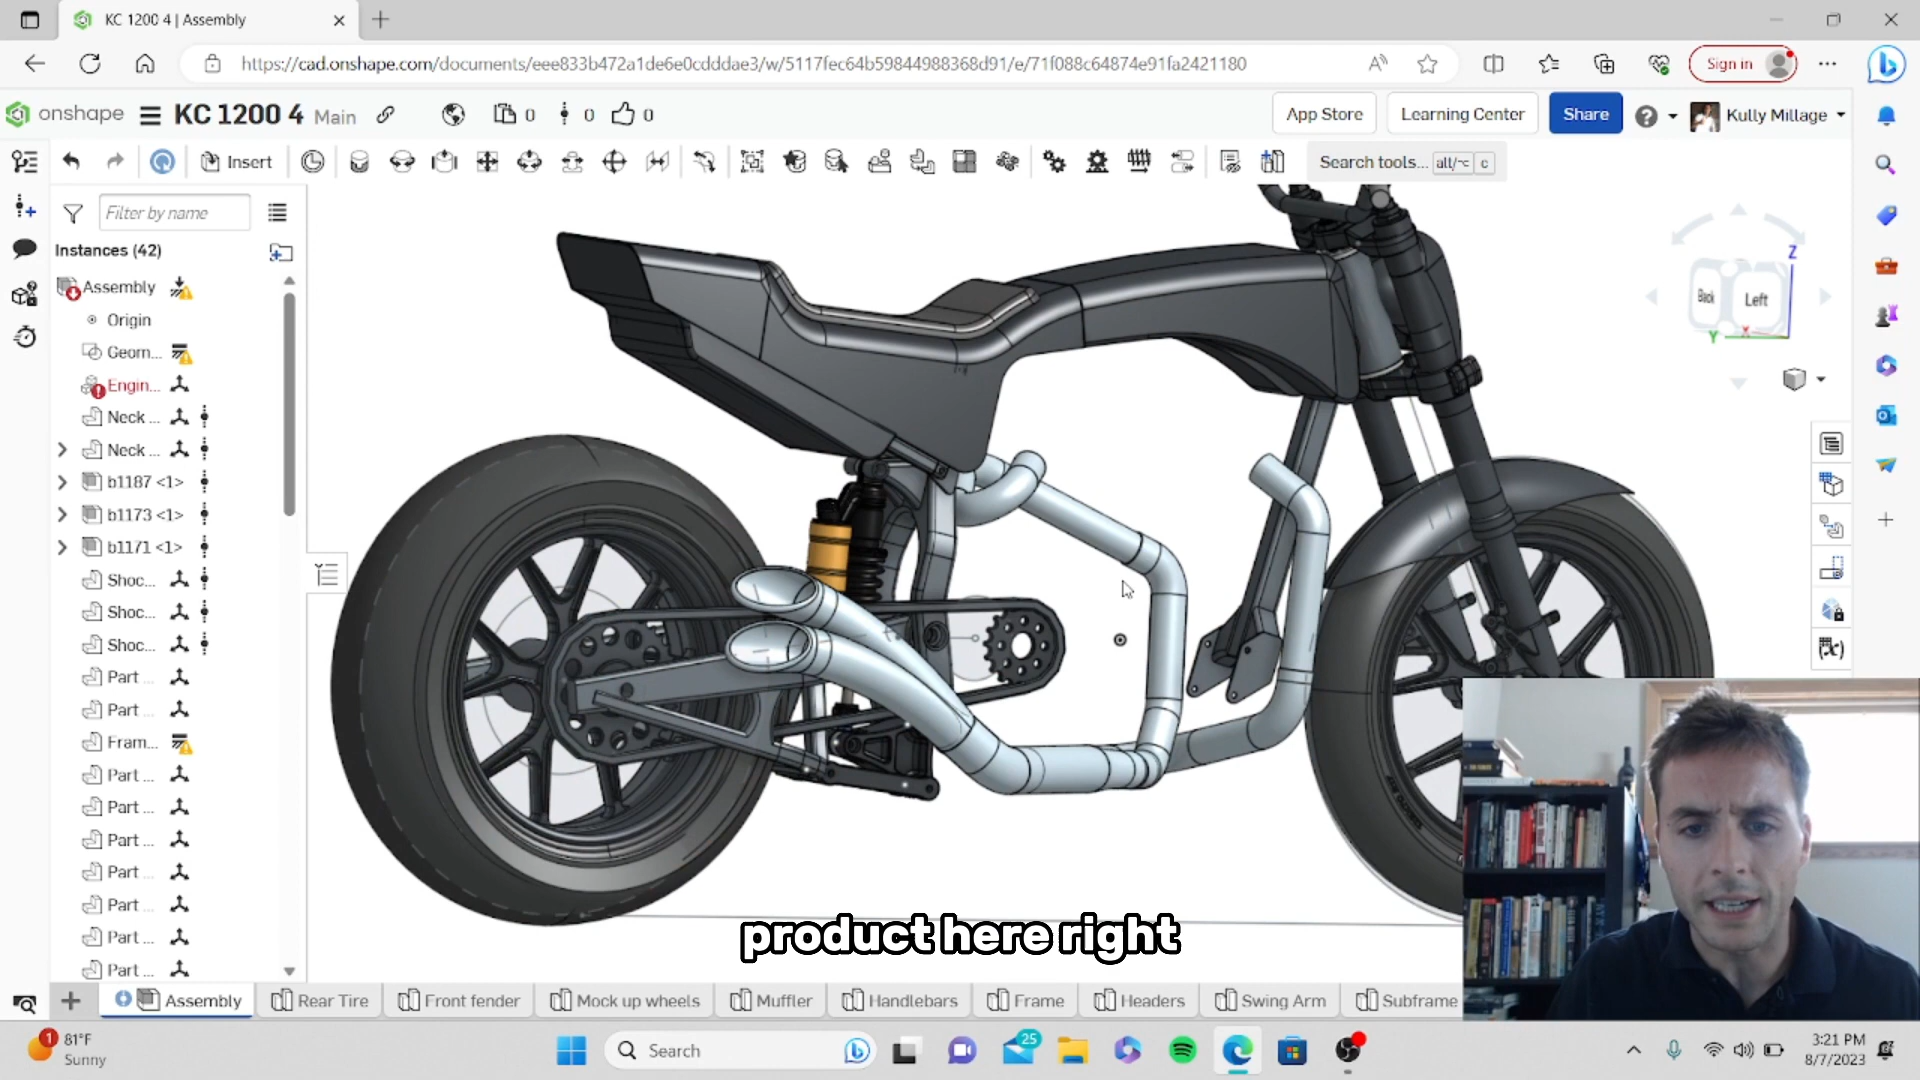 KC 1200 4 | Assembly
https://cad.onshape.com/documents/eee833b472a1de6e0cdddae3/w/5117fec64b59844988368d91/e/71f088c64874e91fa2421180
Sign in
onshape
KC 1200 4 Main
0
0
0
App Store
Learning Center
Share
Kully Millage
Insert
Search tools... alt/⌥ c
Filter by name
Instances (42)
Assembly
Origin
Geom...
Engin...
Neck ...
Neck ...
b1187 <1>
b1173 <1>
b1171 <1>
Shoc...
Shoc...
Shoc...
Part ...
Part ...
Fram...
Part ...
Part ...
Part ...
Part ...
Part ...
Part ...
Part ...
Z
Back
Left
Y
X
product here right
Assembly
Rear Tire
Front fender
Mock up wheels
Muffler
Handlebars
Frame
Headers
Swing Arm
Subframe
1
81°F
Sunny
Search
25
3:21 PM
8/7/2023